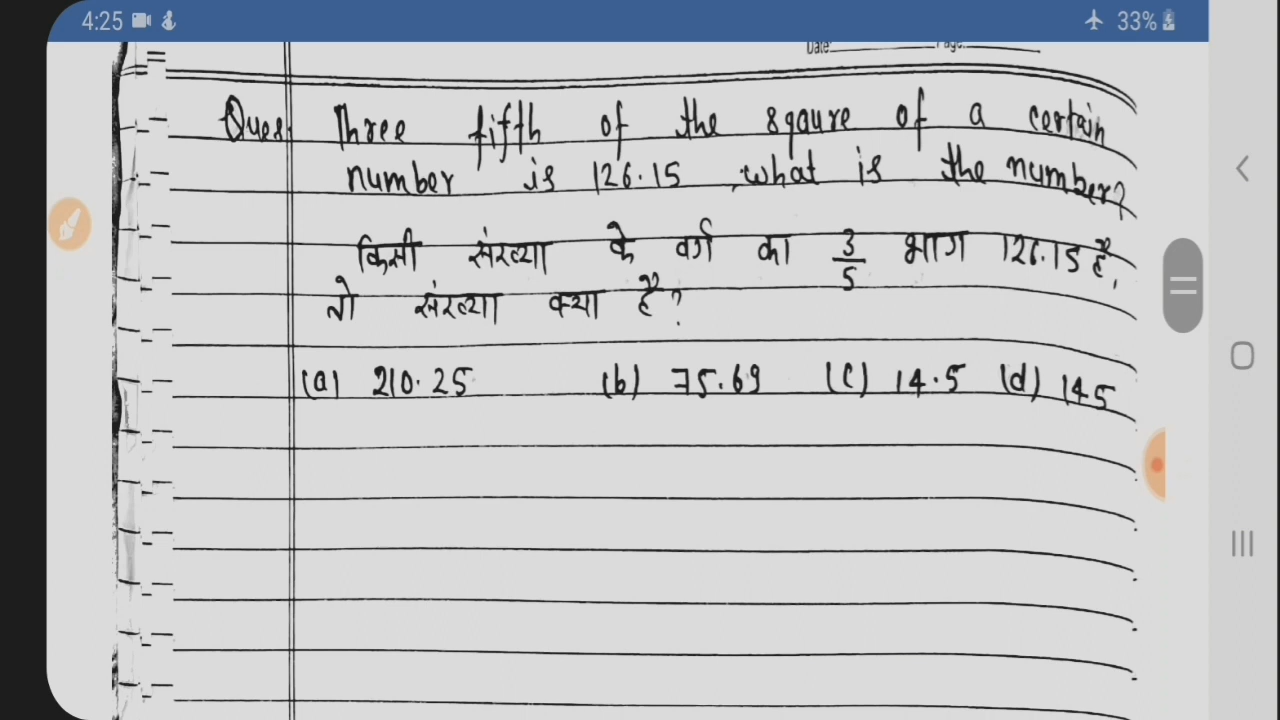 4:25
33%
Date: Page:
Ques. Three fifth of the sqaure of a certain
number is 126.15 , what is the number?
किसी संख्या के वर्ग का 3/5 भाग 126.15 है,
तो संख्या क्या है ?
(a) 210.25 (b) 75.69 (c) 14.5 (d) 145